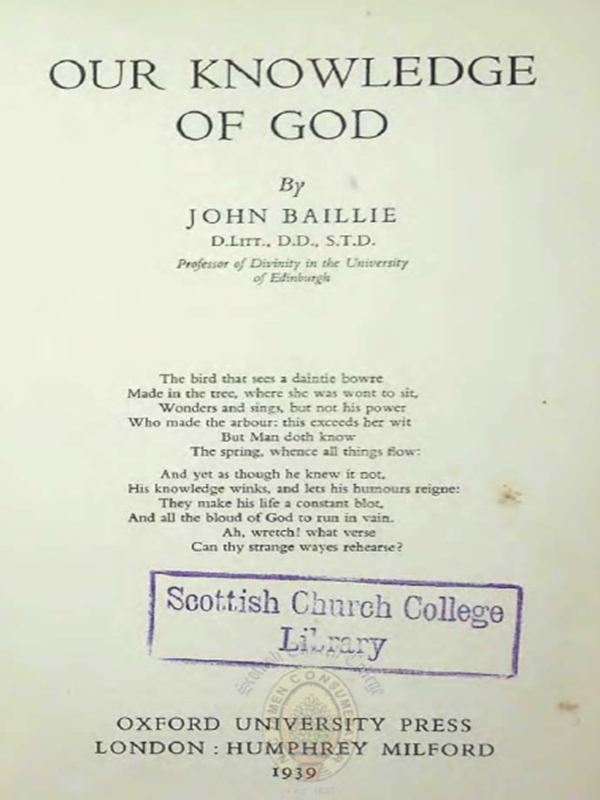 OUR KNOWLEDGE
OF GOD
By
JOHN BAILLIE
D.LITT., D.D., S.T.D.
Professor of Divinity in the University
of Edinburgh
The bird that sees a daintie bowre
Made in the tree, where she was wont to sit,
Wonders and sings, but not his power
Who made the arbour: this exceeds her wit
But Man doth know
The spring, whence all things flow:
And yet as though he knew it not,
His knowledge winks, and lets his humours reigne:
They make his life a constant blot,
And all the bloud of God to run in vain.
Ah, wretch! what verse
Can thy strange wayes rehearse?
Scottish Church College
Library
OXFORD UNIVERSITY PRESS
LONDON : HUMPHREY MILFORD
1939